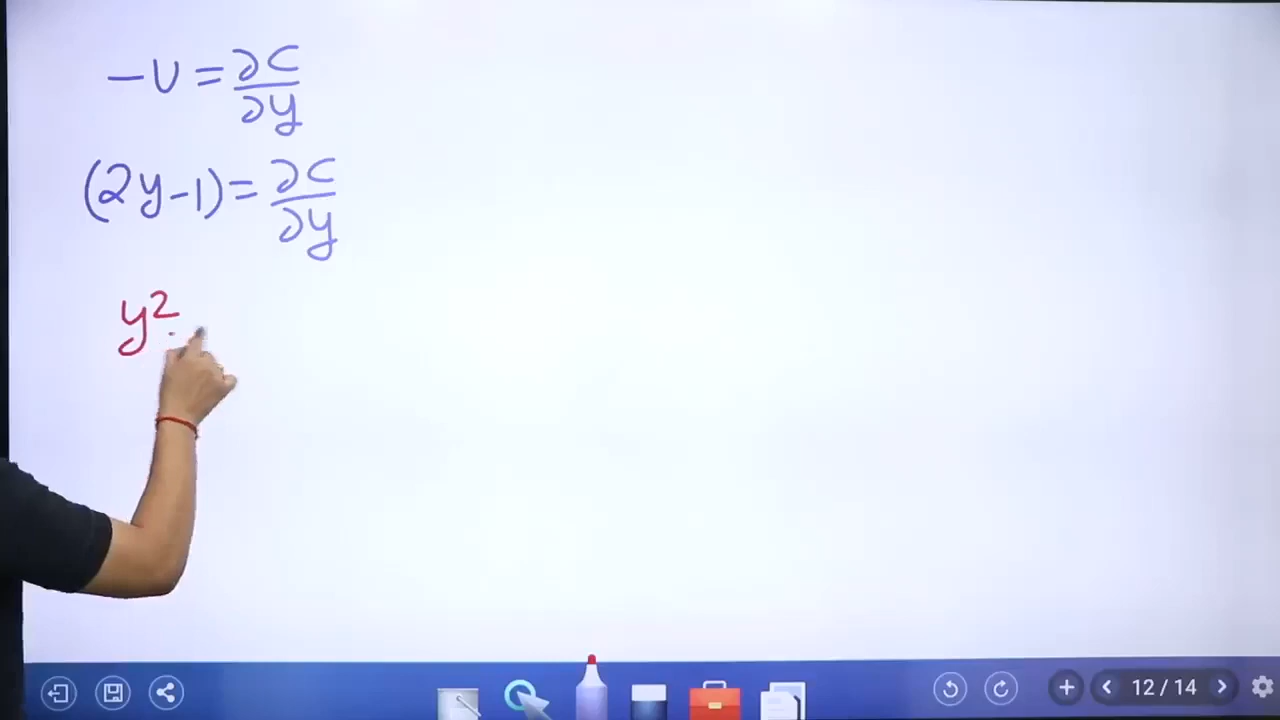 -U = ∂C/∂y
(2y-1) = ∂C/∂y
y²
12 / 14